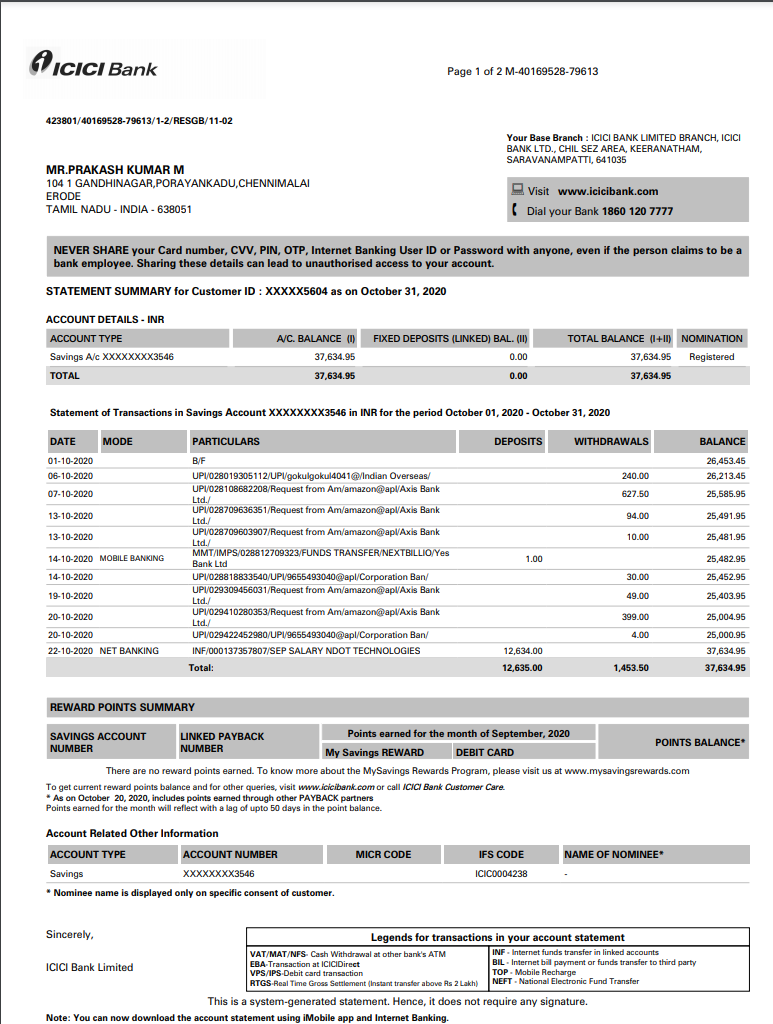 ICICI Bank
Page 1 of 2 M-40169528-79613
423801/40169528-79613/1-2/RESGB/11-02
Your Base Branch : ICICI BANK LIMITED BRANCH, ICICI
BANK LTD., CHIL SEZ AREA, KEERANATHAM,
SARAVANAMPATTI, 641035
MR.PRAKASH KUMAR M
104 1 GANDHINAGAR,PORAYANKADU,CHENNIMALAI
ERODE
TAMIL NADU - INDIA - 638051
Visit www.icicibank.com
Dial your Bank 1860 120 7777
NEVER SHARE your Card number, CVV, PIN, OTP, Internet Banking User ID or Password with anyone, even if the person claims to be a
bank employee. Sharing these details can lead to unauthorised access to your account.
STATEMENT SUMMARY for Customer ID : XXXXX5604 as on October 31, 2020
ACCOUNT DETAILS - INR
ACCOUNT TYPE A/C. BALANCE (I) FIXED DEPOSITS (LINKED) BAL. (II) TOTAL BALANCE (I+II) NOMINATION
Savings A/c XXXXXXXX3546 37,634.95 0.00 37,634.95 Registered
TOTAL 37,634.95 0.00 37,634.95
Statement of Transactions in Savings Account XXXXXXXX3546 in INR for the period October 01, 2020 - October 31, 2020
DATE MODE PARTICULARS DEPOSITS WITHDRAWALS BALANCE
01-10-2020 B/F 26,453.45
06-10-2020 UPI/028019305112/UPI/gokulgokul4041@/Indian Overseas/ 240.00 26,213.45
07-10-2020 UPI/028108682208/Request from Am/amazon@apl/Axis Bank 627.50 25,585.95
Ltd./
13-10-2020 UPI/028709636351/Request from Am/amazon@apl/Axis Bank 94.00 25,491.95
Ltd./
13-10-2020 UPI/028709603907/Request from Am/amazon@apl/Axis Bank 10.00 25,481.95
Ltd./
14-10-2020 MOBILE BANKING MMT/IMPS/028812709323/FUNDS TRANSFER/NEXTBILLIO/Yes 1.00 25,482.95
Bank Ltd
14-10-2020 UPI/028818833540/UPI/9655493040@apl/Corporation Ban/ 30.00 25,452.95
19-10-2020 UPI/029309456031/Request from Am/amazon@apl/Axis Bank 49.00 25,403.95
Ltd./
20-10-2020 UPI/029410280353/Request from Am/amazon@apl/Axis Bank 399.00 25,004.95
Ltd./
20-10-2020 UPI/029422452980/UPI/9655493040@apl/Corporation Ban/ 4.00 25,000.95
22-10-2020 NET BANKING INF/000137357807/SEP SALARY NDOT TECHNOLOGIES 12,634.00 37,634.95
Total: 12,635.00 1,453.50 37,634.95
REWARD POINTS SUMMARY
SAVINGS ACCOUNT NUMBER LINKED PAYBACK NUMBER Points earned for the month of September, 2020 POINTS BALANCE*
My Savings REWARD DEBIT CARD
There are no reward points earned. To know more about the MySavings Rewards Program, please visit us at www.mysavingsrewards.com
To get current reward points balance and for other queries, visit www.icicibank.com or call ICICI Bank Customer Care.
* As on October 20, 2020, includes points earned through other PAYBACK partners
Points earned for the month will reflect with a lag of upto 50 days in the point balance.
Account Related Other Information
ACCOUNT TYPE ACCOUNT NUMBER MICR CODE IFS CODE NAME OF NOMINEE*
Savings XXXXXXXX3546 ICIC0004238 -
* Nominee name is displayed only on specific consent of customer.
Sincerely,
ICICI Bank Limited
Legends for transactions in your account statement
VAT/MAT/NFS- Cash Withdrawal at other bank's ATM
EBA-Transaction at ICICIDirect
VPS/IPS-Debit card transaction
RTGS-Real Time Gross Settlement (Instant transfer above Rs 2 Lakh)
INF - Internet funds transfer in linked accounts
BIL - Internet bill payment or funds transfer to third party
TOP - Mobile Recharge
NEFT - National Electronic Fund Transfer
This is a system-generated statement. Hence, it does not require any signature.
Note: You can now download the account statement using iMobile app and Internet Banking.